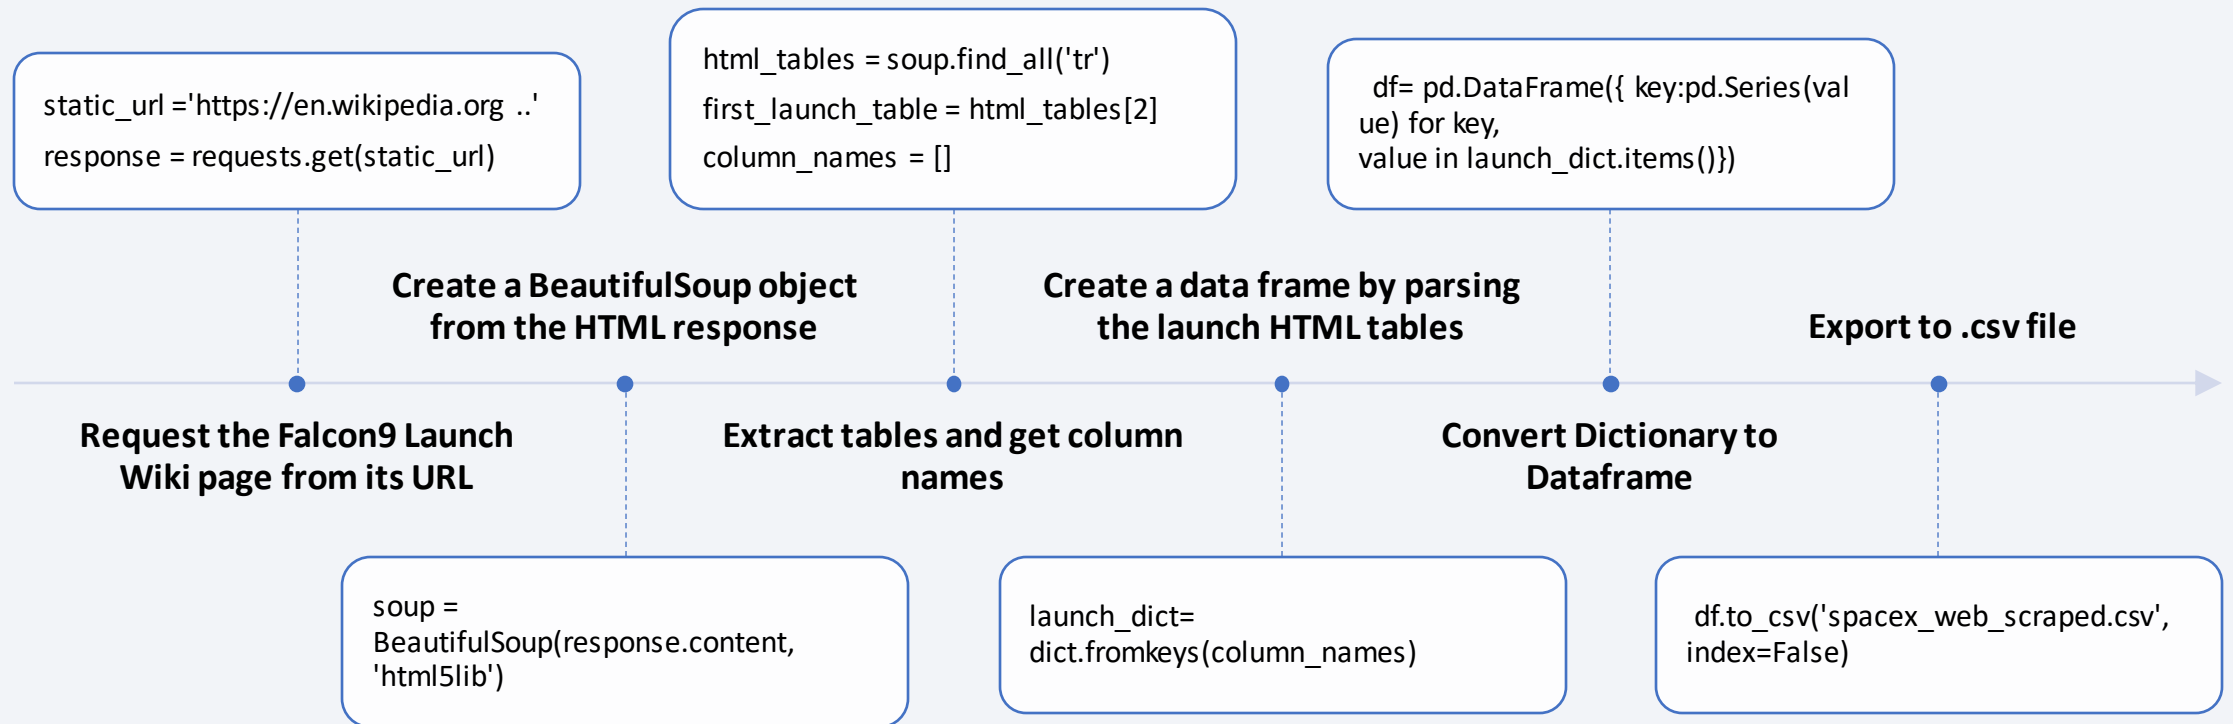 static_url ='https://en.wikipedia.org ..'
response = requests.get(static_url)
Request the Falcon9 Launch
Wiki page from its URL
Create a BeautifulSoup object
from the HTML response
soup =
BeautifulSoup(response.content,
'html5lib')
html_tables = soup.find_all('tr')
first_launch_table = html_tables[2]
column_names = []
Extract tables and get column
names
Create a data frame by parsing
the launch HTML tables
launch_dict=
dict.fromkeys(column_names)
df= pd.DataFrame({ key:pd.Series(val
ue) for key,
value in launch_dict.items()})
Convert Dictionary to
Dataframe
Export to .csv file
df.to_csv('spacex_web_scraped.csv',
index=False)